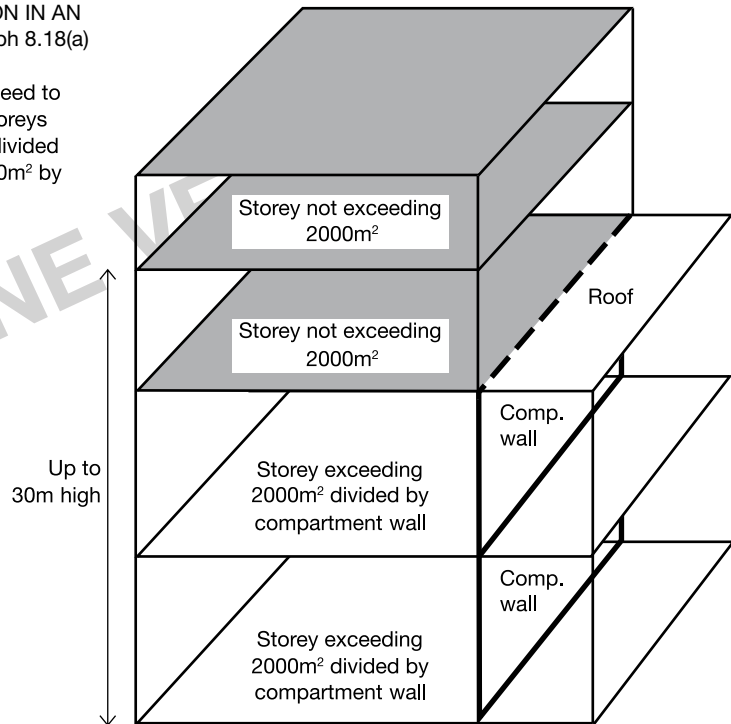 ON IN AN
ph 8.18(a)
eed to
oreys
divided
0m² by
NE VE
Storey not exceeding
2000m²
Roof
Storey not exceeding
2000m²
Comp.
wall
Up to
30m high
Storey exceeding
2000m² divided by
compartment wall
Comp.
wall
Storey exceeding
2000m² divided by
compartment wall